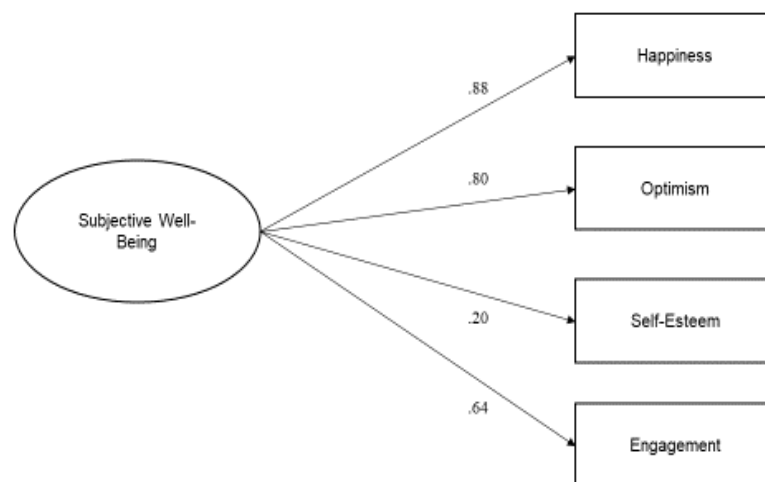 Happiness
.88
.80
Optimism
Subjective Well-
Being
.20
Self-Esteem
.64
Engagement